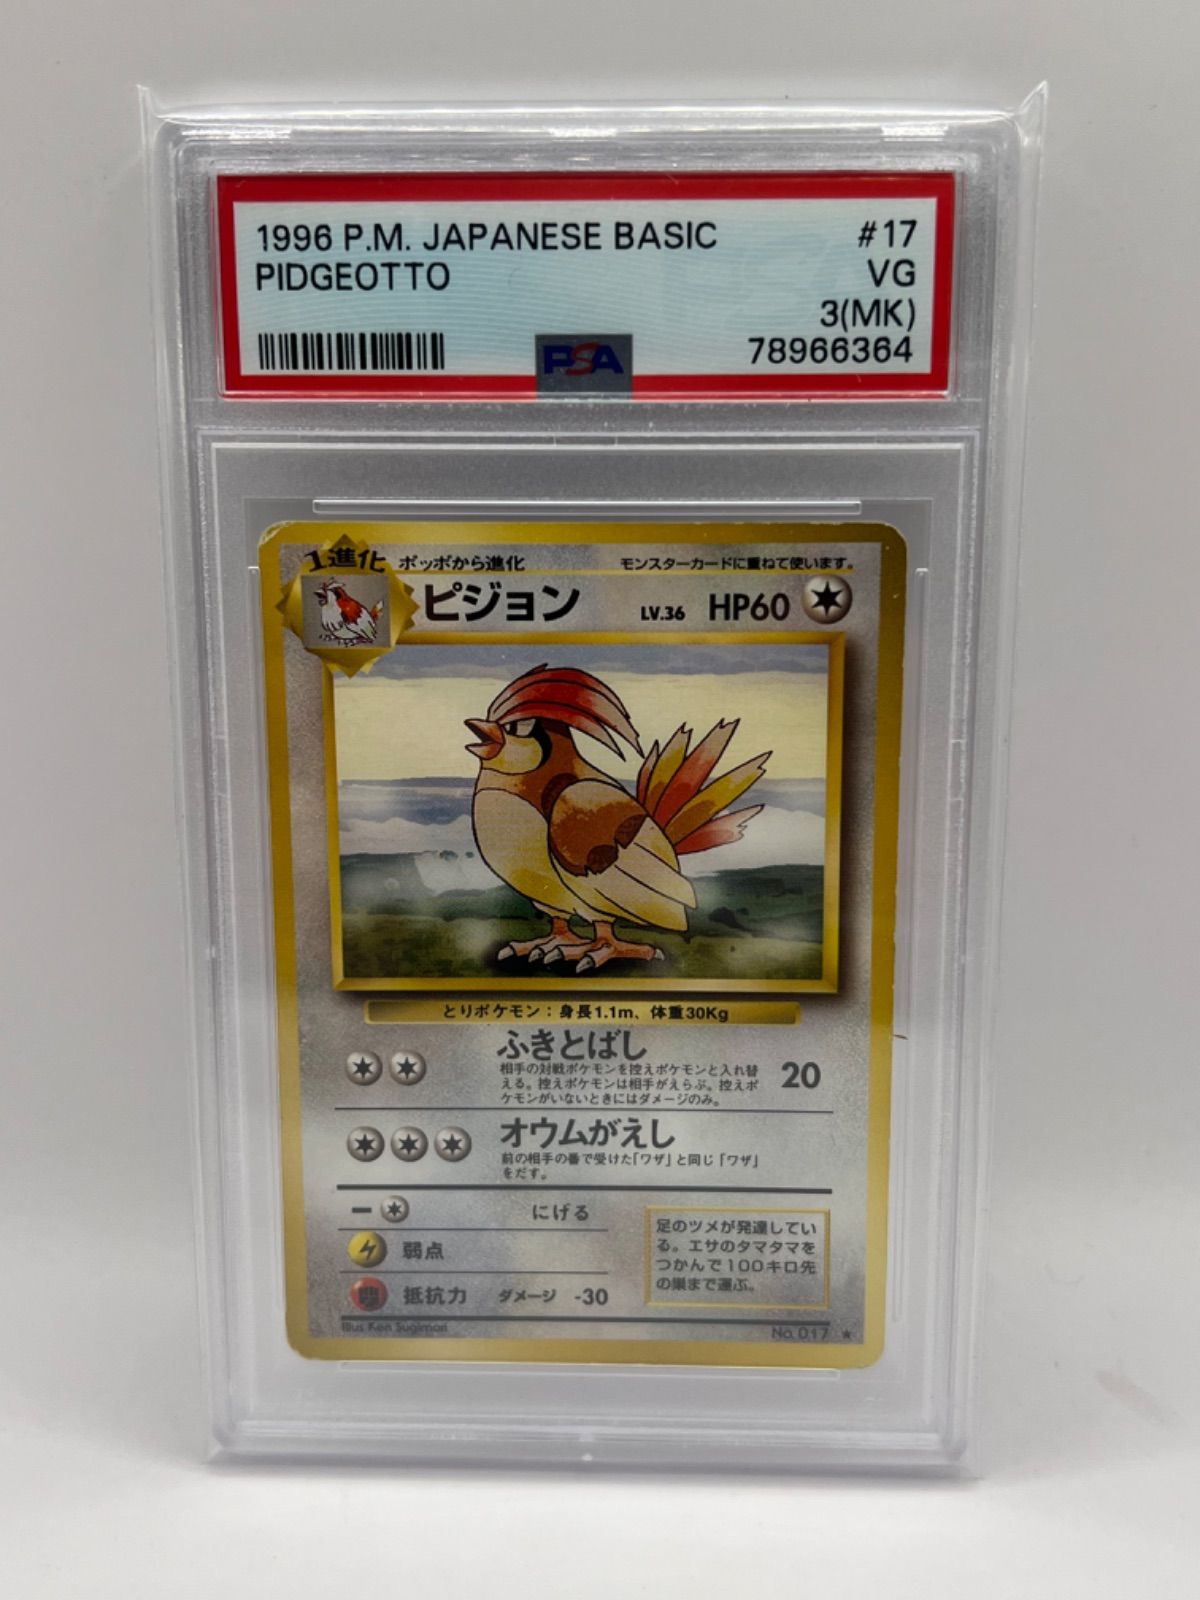 1996 P.M. JAPANESE BASIC #17
PIDGEOTTO VG
3(MK)
PSA 78966364
1進化 ポッポから進化 モンスターカードに重ねて使います。
ピジョン LV.36 HP60
とりポケモン：身長1.1m、体重30Kg
ふきとばし
相手の対戦ポケモンを控えポケモンと入れ替
える。控えポケモンは相手がえらぶ。控えポ
ケモンがいないときにはダメージのみ。
20
オウムがえし
前の相手の番で受けた「ワザ」と同じ「ワザ」
をだす。
にげる
弱点
抵抗力 ダメージ -30
足のツメが発達してい
る。エサのタマタマを
つかんで100キロ先
の巣まで運ぶ。
Illus Ken Sugimori No. 017 ★